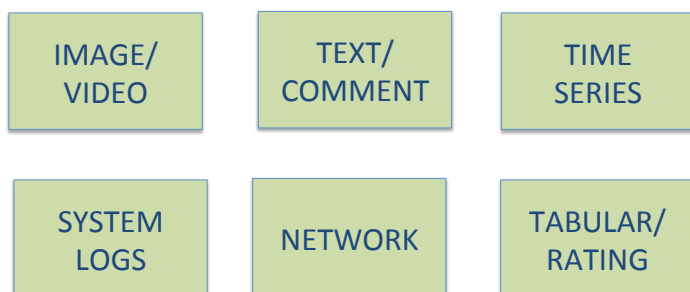 IMAGE/
VIDEO
TEXT/
COMMENT
TIME
SERIES
SYSTEM
LOGS
NETWORK
TABULAR/
RATING